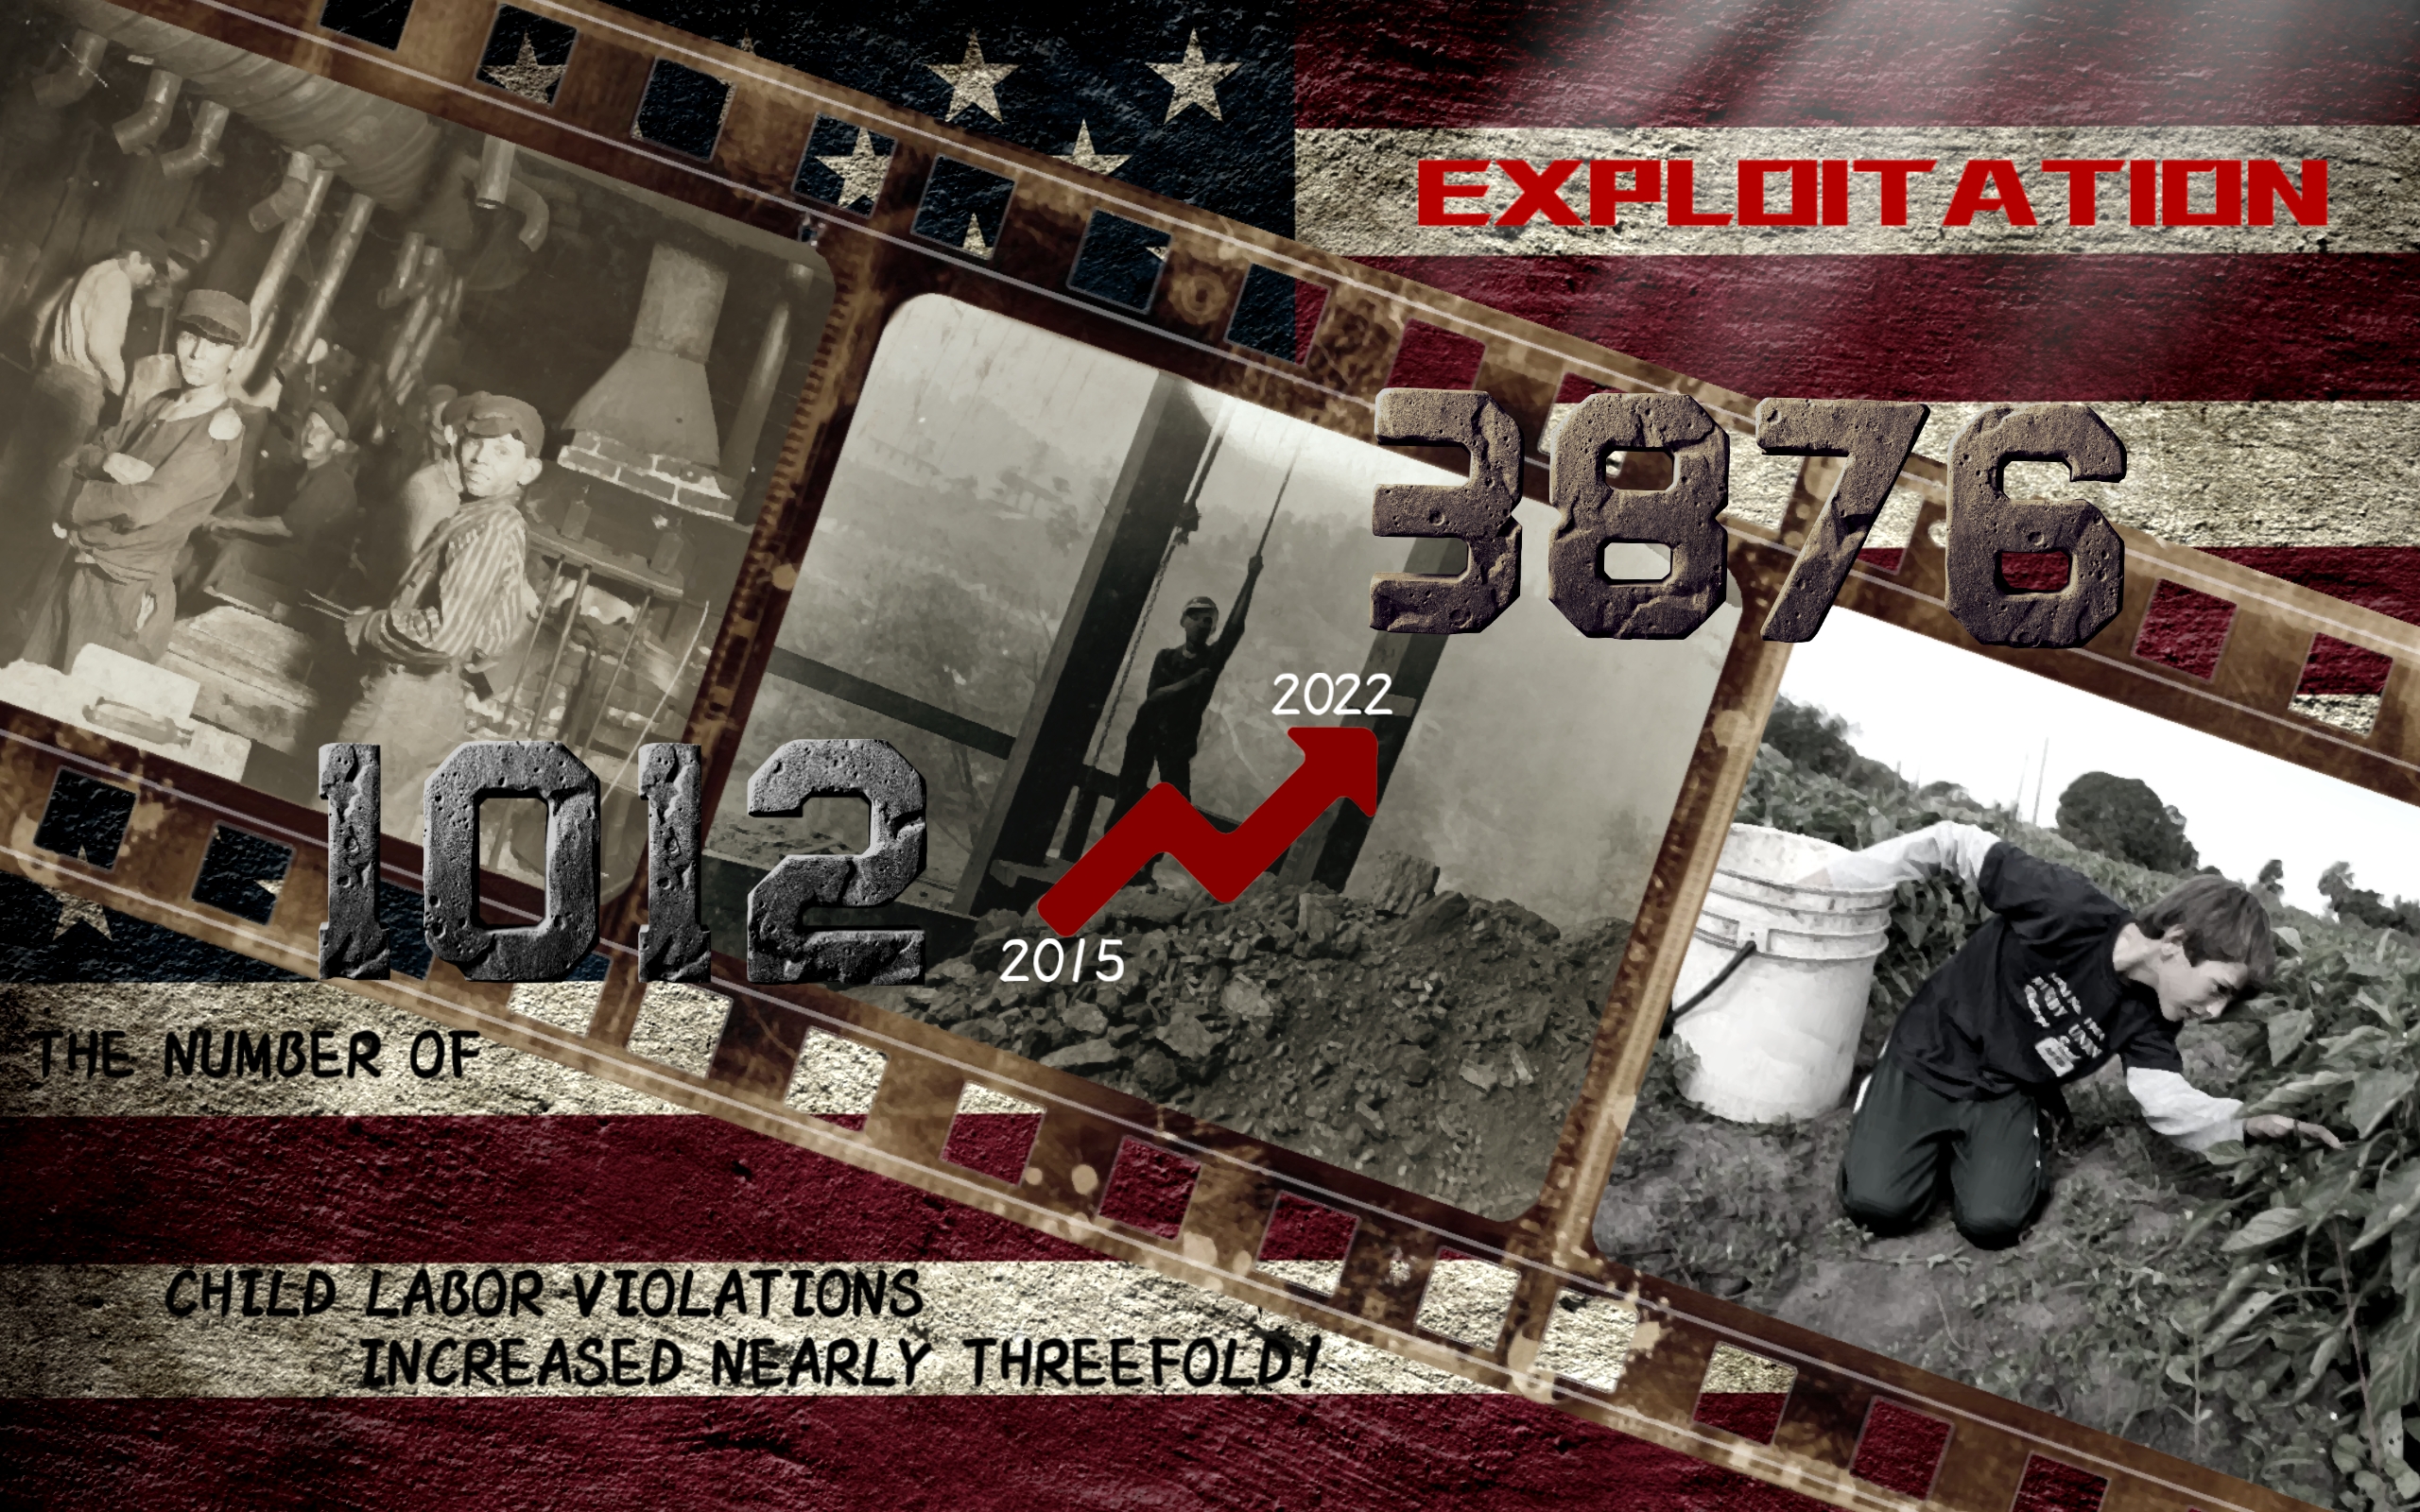 EXPLOITATION
3876
2022
1012
2015
THE NUMBER OF
CHILD LABOR VIOLATIONS
INCREASED NEARLY THREEFOLD!